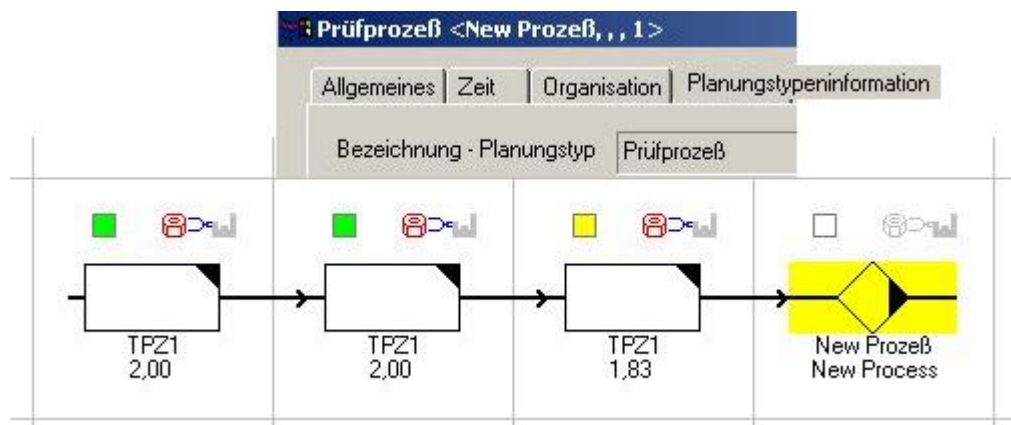 Prüfprozeß <New Prozeß, , , 1>
Allgemeines Zeit Organisation Planungstypeninformation
Bezeichnung - Planungstyp Prüfprozeß
TPZ1 TPZ1 TPZ1 New Prozeß
2,00 2,00 1,83 New Process